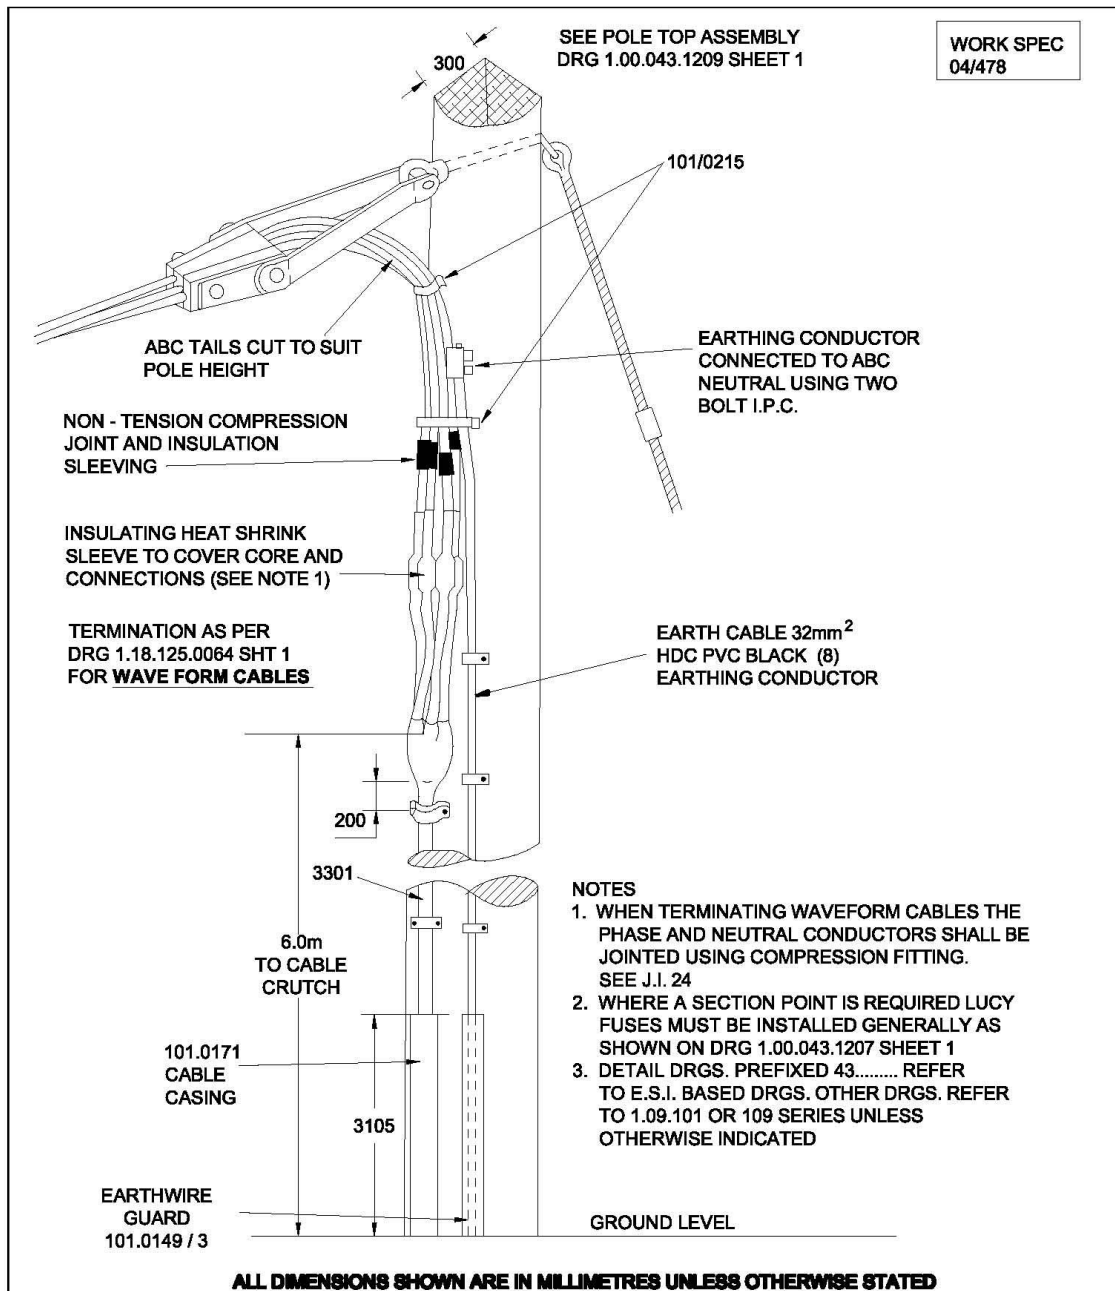 SEE POLE TOP ASSEMBLY
DRG 1.00.043.1209 SHEET 1
WORK SPEC
04/478
300
101/0215
ABC TAILS CUT TO SUIT
POLE HEIGHT
EARTHING CONDUCTOR
CONNECTED TO ABC
NEUTRAL USING TWO
BOLT I.P.C.
NON - TENSION COMPRESSION
JOINT AND INSULATION
SLEEVING
INSULATING HEAT SHRINK
SLEEVE TO COVER CORE AND
CONNECTIONS (SEE NOTE 1)
TERMINATION AS PER
DRG 1.18.125.0064 SHT 1
FOR WAVE FORM CABLES
EARTH CABLE 32mm²
HDC PVC BLACK (8)
EARTHING CONDUCTOR
200
3301
6.0m
TO CABLE
CRUTCH
NOTES
1. WHEN TERMINATING WAVEFORM CABLES THE
PHASE AND NEUTRAL CONDUCTORS SHALL BE
JOINTED USING COMPRESSION FITTING.
SEE J.I. 24
2. WHERE A SECTION POINT IS REQUIRED LUCY
FUSES MUST BE INSTALLED GENERALLY AS
SHOWN ON DRG 1.00.043.1207 SHEET 1
3. DETAIL DRGS. PREFIXED 43......... REFER
TO E.S.I. BASED DRGS. OTHER DRGS. REFER
TO 1.09.101 OR 109 SERIES UNLESS
OTHERWISE INDICATED
101.0171
CABLE
CASING
3105
EARTHWIRE
GUARD
101.0149 / 3
GROUND LEVEL
ALL DIMENSIONS SHOWN ARE IN MILLIMETRES UNLESS OTHERWISE STATED